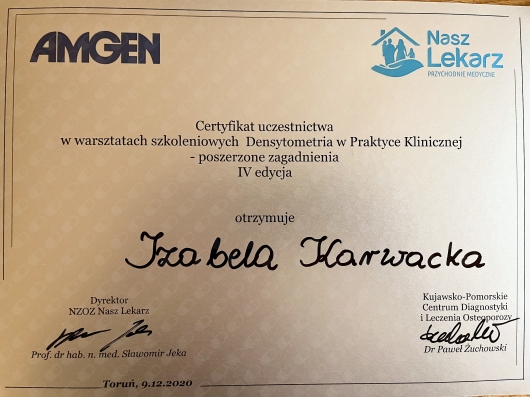 AMGEN
Nasz
Lekarz
PRZYCHODNIE MEDYCZNE
Certyfikat uczestnictwa
w warsztatach szkoleniowych Densytometria w Praktyce Klinicznej
- poszerzone zagadnienia
IV edycja
otrzymuje
Izabela Karwacka
Dyrektor
NZOZ Nasz Lekarz
Prof. dr hab. n. med. Sławomir Jeka
Kujawsko-Pomorskie
Centrum Diagnostyki
i Leczenia Osteoporozy
Dr Paweł Żuchowski
Toruń, 9.12.2020